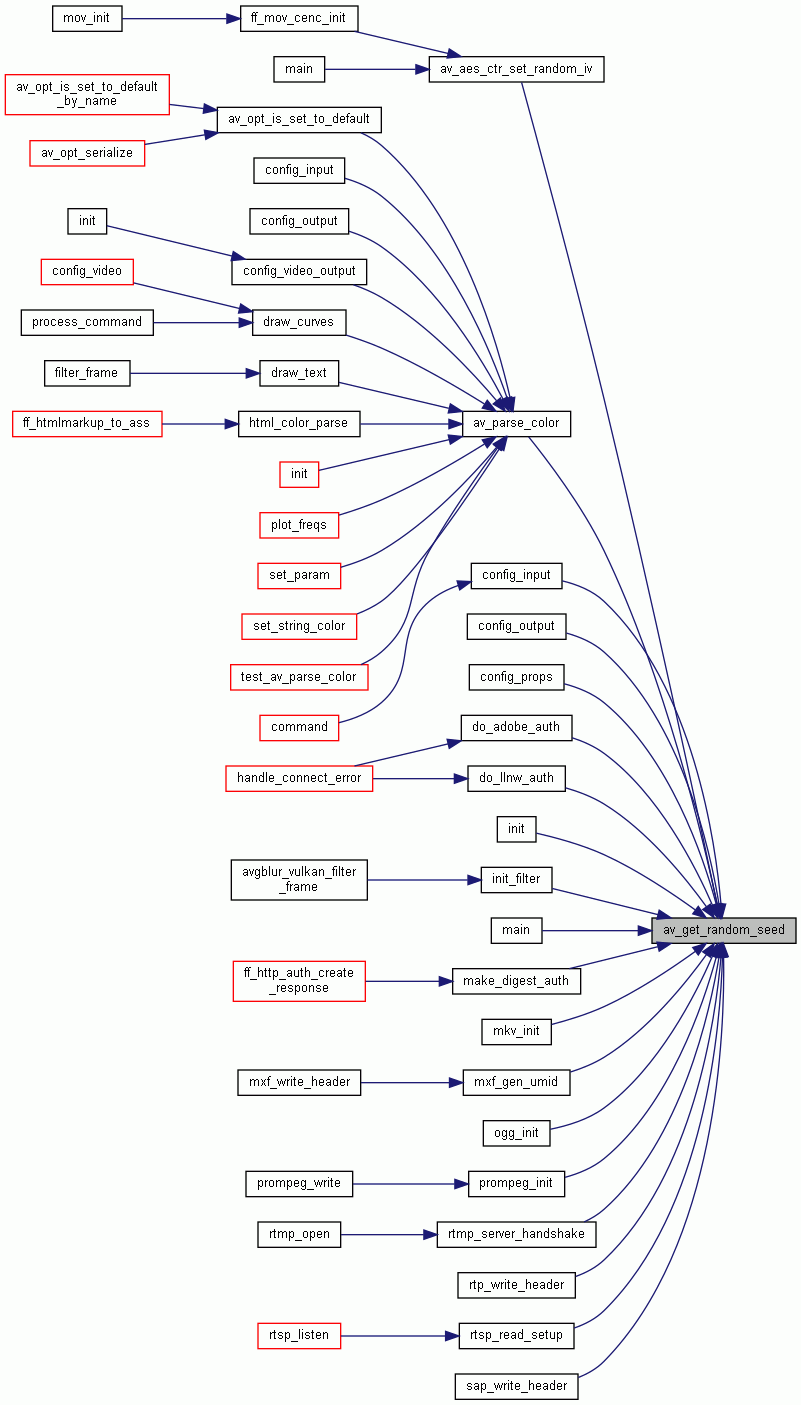 mov_init
ff_mov_cenc_init
main
av_aes_ctr_set_random_iv
av_opt_is_set_to_default
_by_name
av_opt_is_set_to_default
av_opt_serialize
config_input
init
config_output
config_video
config_video_output
process_command
draw_curves
filter_frame
draw_text
ff_htmlmarkup_to_ass
html_color_parse
av_parse_color
init
plot_freqs
set_param
config_input
set_string_color
config_output
test_av_parse_color
config_props
command
do_adobe_auth
handle_connect_error
do_llnw_auth
init
avgblur_vulkan_filter
_frame
init_filter
main
av_get_random_seed
ff_http_auth_create
_response
make_digest_auth
mkv_init
mxf_write_header
mxf_gen_umid
ogg_init
prompeg_write
prompeg_init
rtmp_open
rtmp_server_handshake
rtp_write_header
rtsp_listen
rtsp_read_setup
sap_write_header